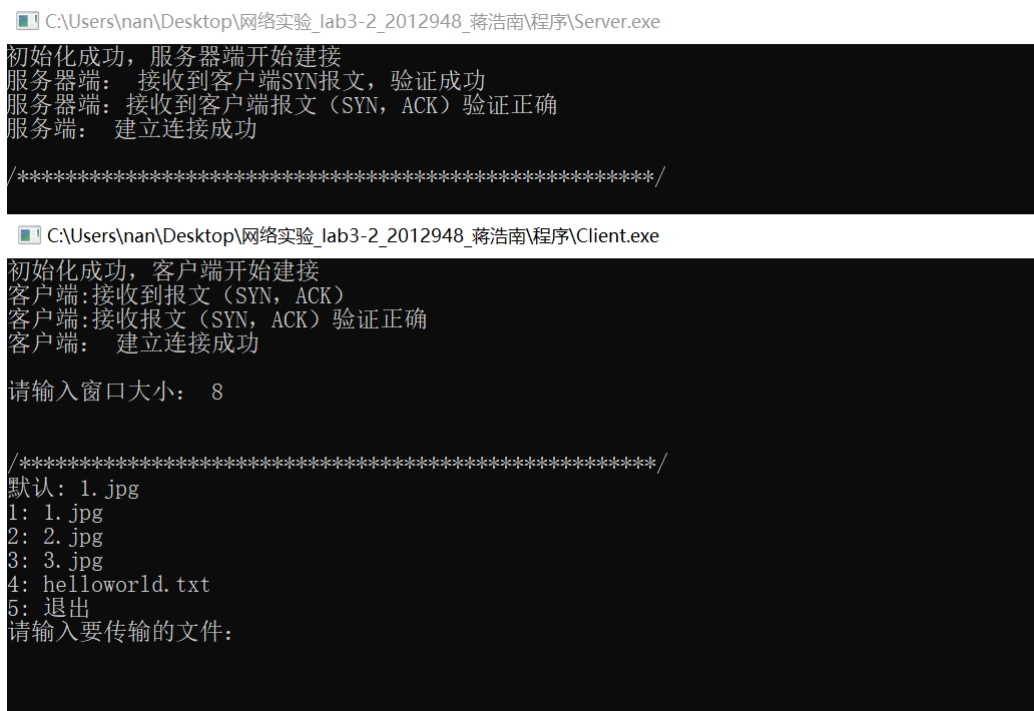 C:\Users\nan\Desktop\网络实验_lab3-2_2012948_蒋浩南\程序\Server.exe
初始化成功，服务器端开始建接
服务器端： 接收到客户端SYN报文，验证成功
服务器端：接收到客户端报文（SYN，ACK）验证正确
服务端： 建立连接成功
/*****************************************************/
C:\Users\nan\Desktop\网络实验_lab3-2_2012948_蒋浩南\程序\Client.exe
初始化成功，客户端开始建接
客户端:接收到报文（SYN，ACK）
客户端:接收报文（SYN，ACK）验证正确
客户端： 建立连接成功
请输入窗口大小： 8
/*****************************************************/
默认: 1.jpg
1: 1.jpg
2: 2.jpg
3: 3.jpg
4: helloworld.txt
5: 退出
请输入要传输的文件：